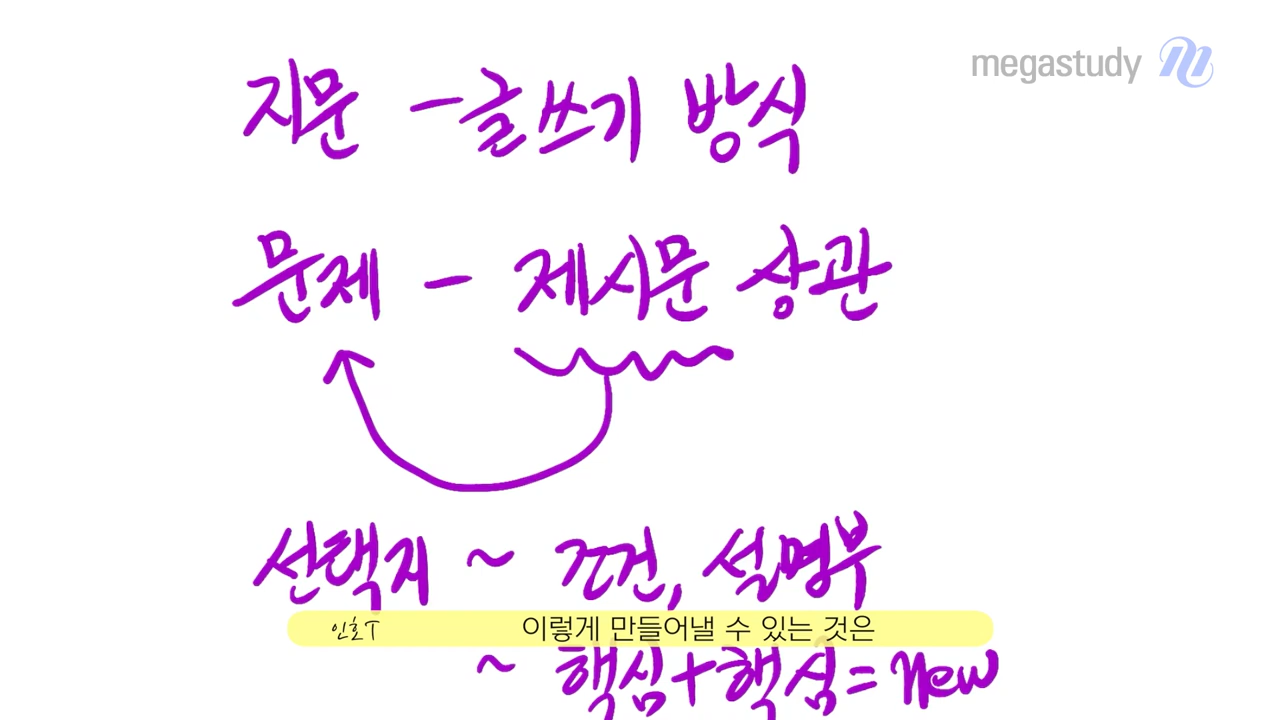 megastudy
지문 - 글쓰기 방식
문제 - 제시문 상관
선택지 ~ 조건, 설명부
인호T 이렇게 만들어낼 수 있는 것은
~ 핵심+핵심=New